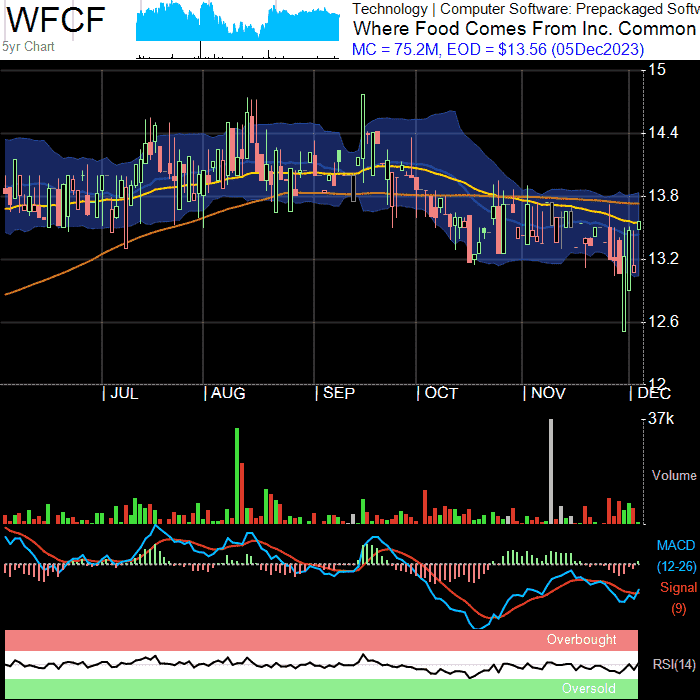 WFCF
5yr Chart
Technology | Computer Software: Prepackaged Softw
Where Food Comes From Inc. Common
MC = 75.2M, EOD = $13.56 (05Dec2023)
15
14.4
13.8
13.2
12.6
12
| JUL | AUG | SEP | OCT | NOV | DEC
37k
Volume
MACD
(12-26)
Signal
(9)
Overbought
RSI(14)
Oversold